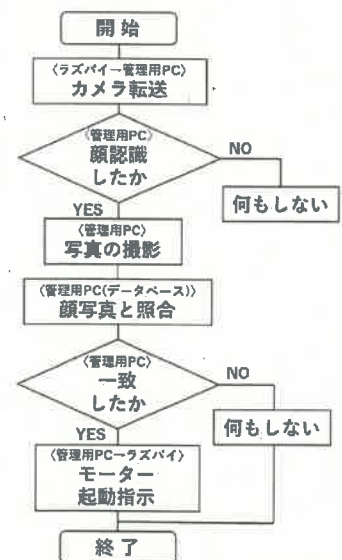 開始
〈ラズパイ→管理用PC〉
カメラ転送
〈管理用PC〉
顔認識
したか
NO
何もしない
YES
〈管理用PC〉
写真の撮影
〈管理用PC(データベース)〉
顔写真と照合
〈管理用PC〉
一致
したか
NO
何もしない
YES
〈管理用PC→ラズパイ〉
モーター
起動指示
終了